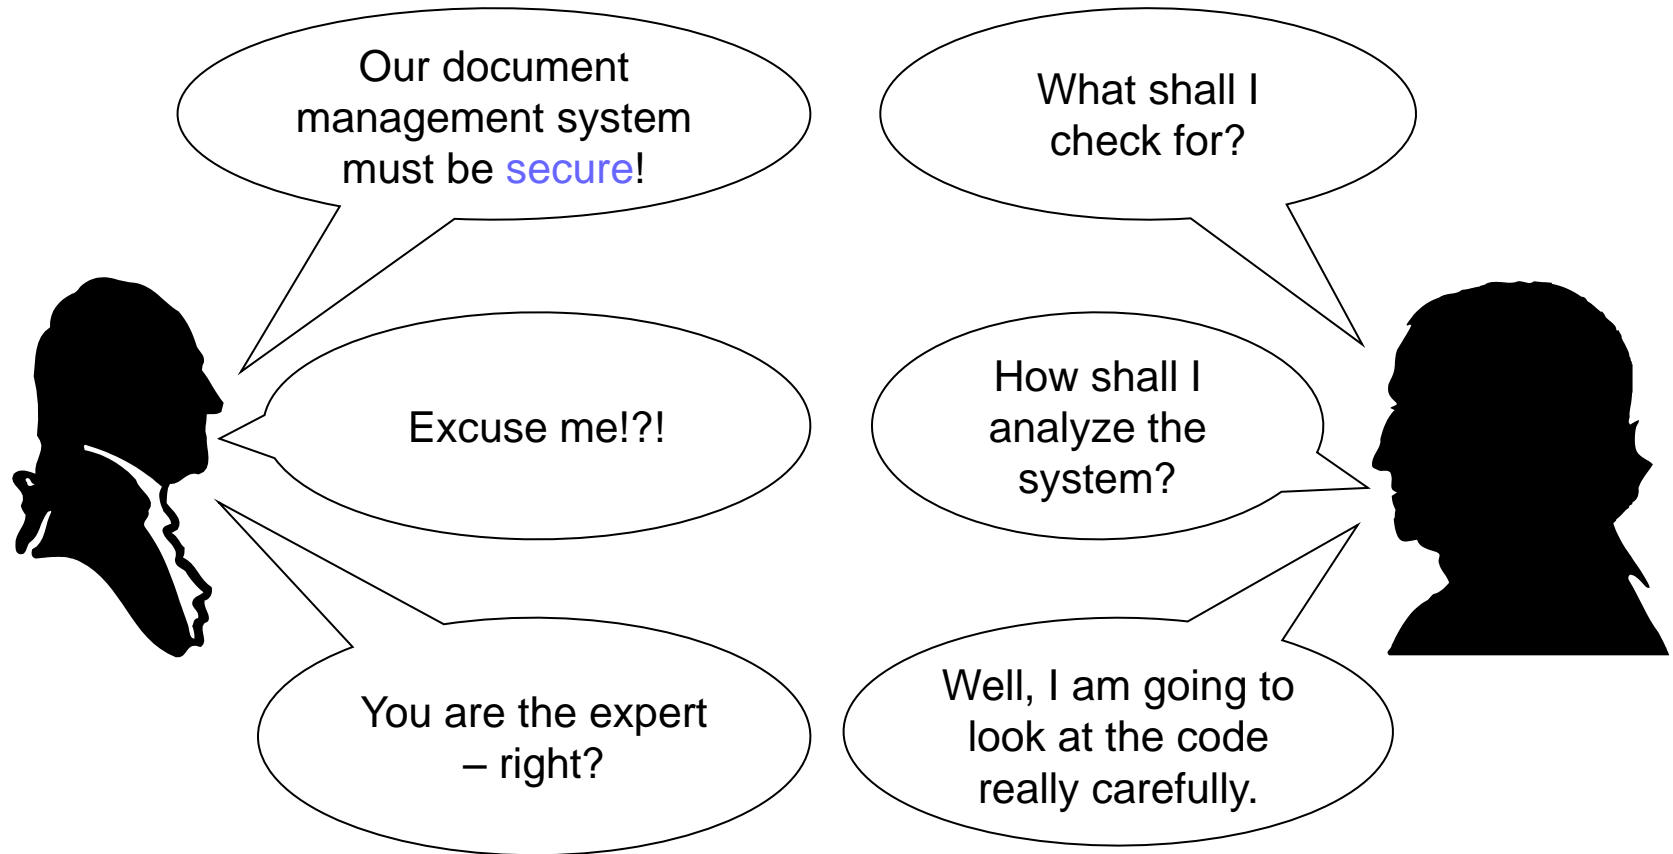 Our document
management system
must be secure!
What shall I
check for?
Excuse me!?!
How shall I
analyze the
system?
You are the expert
– right?
Well, I am going to
look at the code
really carefully.